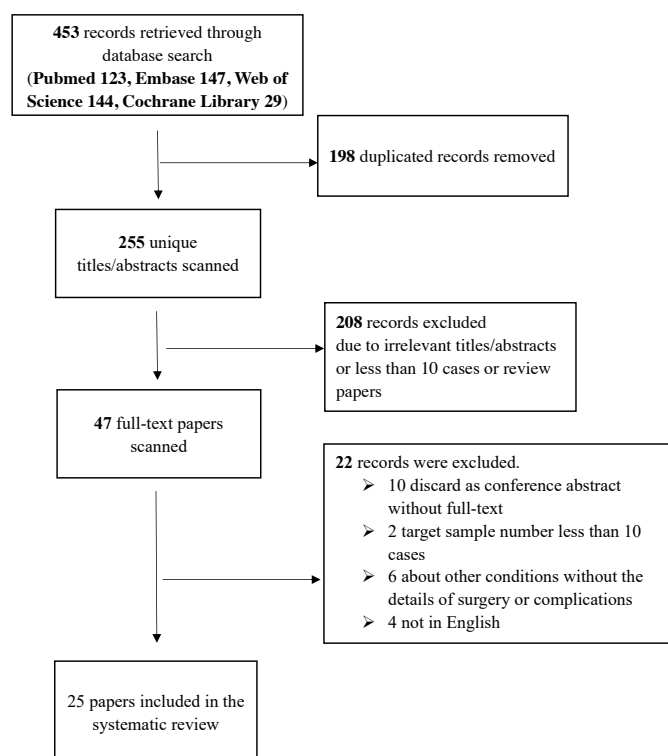 453 records retrieved through
database search
(Pubmed 123, Embase 147, Web of
Science 144, Cochrane Library 29)
198 duplicated records removed
255 unique
titles/abstracts scanned
208 records excluded
due to irrelevant titles/abstracts
or less than 10 cases or review
papers
47 full-text papers
scanned
22 records were excluded.
➢ 10 discard as conference abstract
without full-text
➢ 2 target sample number less than 10
cases
➢ 6 about other conditions without the
details of surgery or complications
➢ 4 not in English
25 papers included in the
systematic review